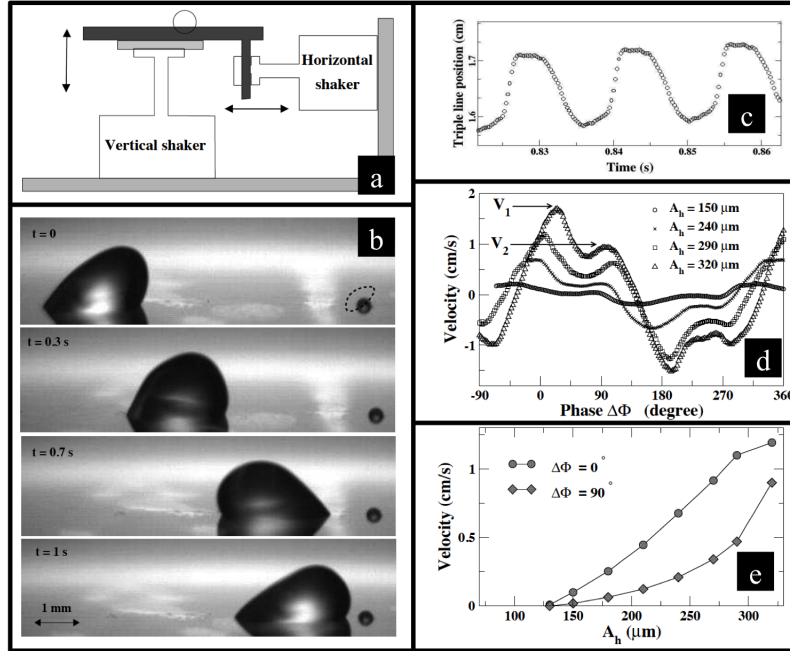 Horizontal
shaker
Vertical shaker
a
b
t = 0
t = 0.3 s
t = 0.7 s
t = 1 s
1 mm
Triple line position (cm)
1.7
1.6
0.83
0.84
0.85
0.86
Time (s)
c
V1
V2
Ah = 150 μm
Ah = 240 μm
Ah = 290 μm
Ah = 320 μm
Velocity (cm/s)
2
1
0
-1
-90
0
90
180
270
360
Phase ΔΦ (degree)
d
ΔΦ = 0°
ΔΦ = 90°
Velocity (cm/s)
1
0.5
0
100
150
200
250
300
Ah (μm)
e